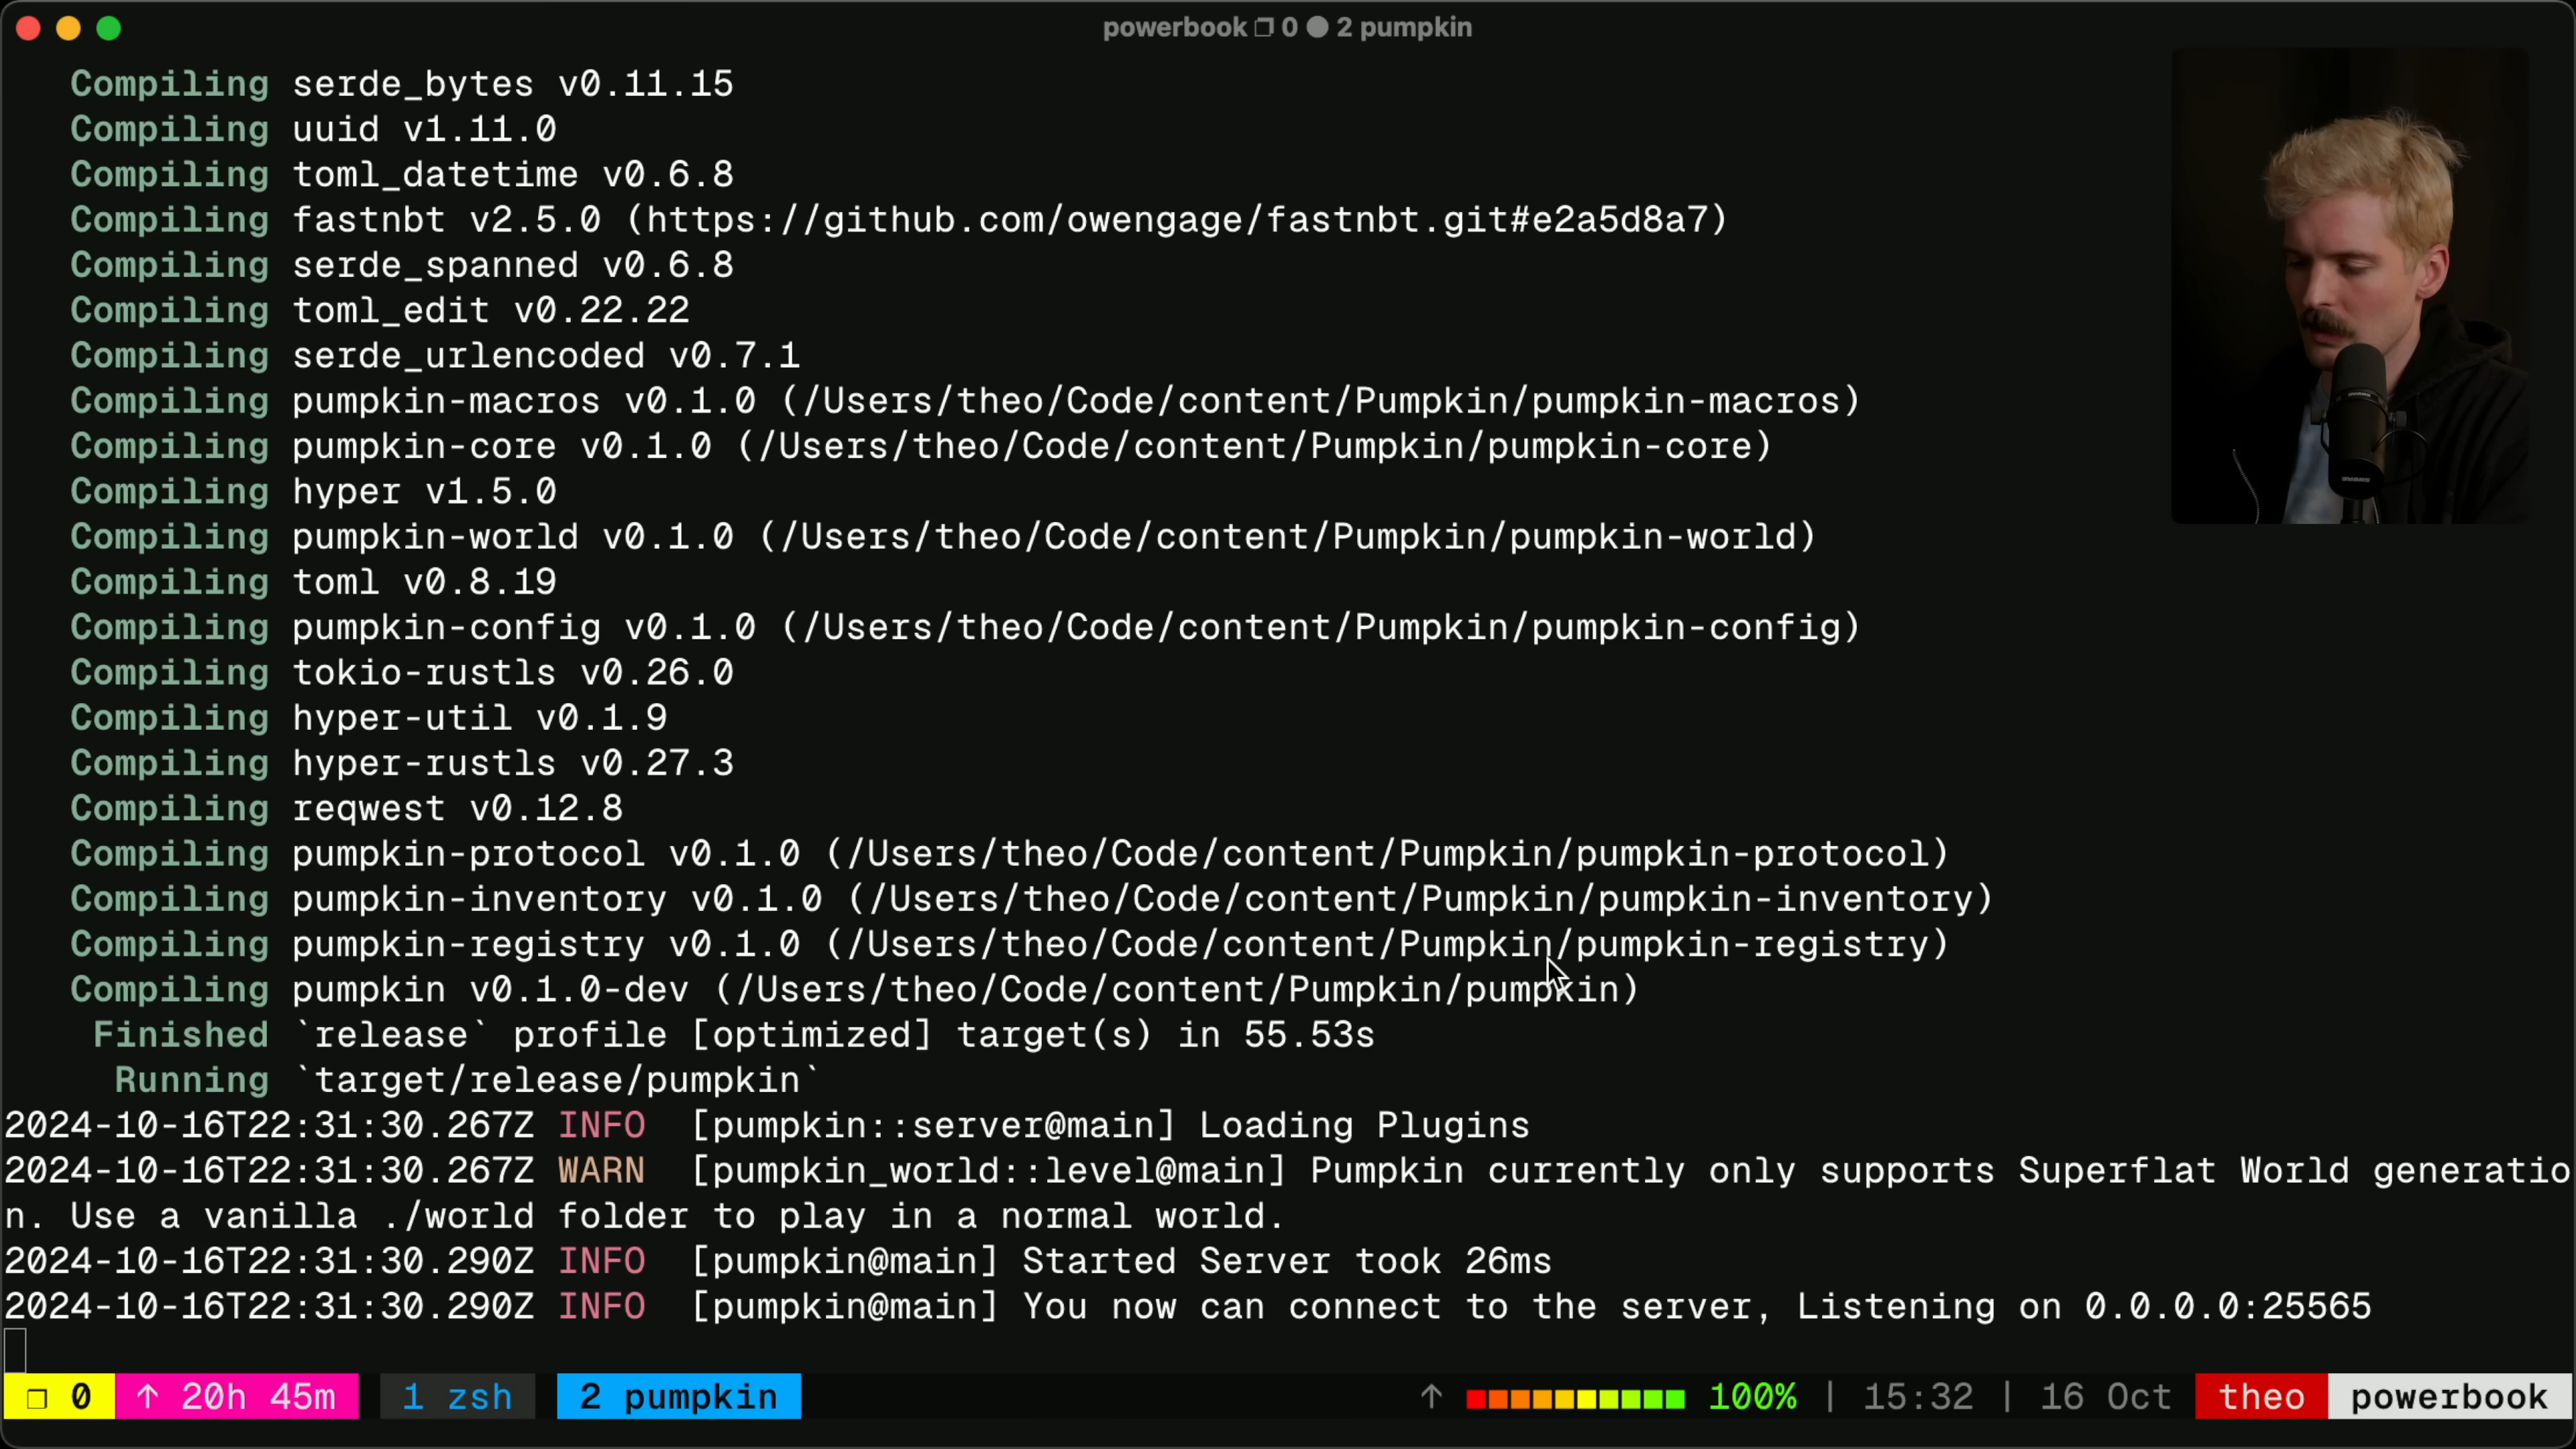 powerbook ❐ 0 ● 2 pumpkin
Compiling serde_bytes v0.11.15
Compiling uuid v1.11.0
Compiling toml_datetime v0.6.8
Compiling fastnbt v2.5.0 (https://github.com/owengage/fastnbt.git#e2a5d8a7)
Compiling serde_spanned v0.6.8
Compiling toml_edit v0.22.22
Compiling serde_urlencoded v0.7.1
Compiling pumpkin-macros v0.1.0 (/Users/theo/Code/content/Pumpkin/pumpkin-macros)
Compiling pumpkin-core v0.1.0 (/Users/theo/Code/content/Pumpkin/pumpkin-core)
Compiling hyper v1.5.0
Compiling pumpkin-world v0.1.0 (/Users/theo/Code/content/Pumpkin/pumpkin-world)
Compiling toml v0.8.19
Compiling pumpkin-config v0.1.0 (/Users/theo/Code/content/Pumpkin/pumpkin-config)
Compiling tokio-rustls v0.26.0
Compiling hyper-util v0.1.9
Compiling hyper-rustls v0.27.3
Compiling reqwest v0.12.8
Compiling pumpkin-protocol v0.1.0 (/Users/theo/Code/content/Pumpkin/pumpkin-protocol)
Compiling pumpkin-inventory v0.1.0 (/Users/theo/Code/content/Pumpkin/pumpkin-inventory)
Compiling pumpkin-registry v0.1.0 (/Users/theo/Code/content/Pumpkin/pumpkin-registry)
Compiling pumpkin v0.1.0-dev (/Users/theo/Code/content/Pumpkin/pumpkin)
Finished `release` profile [optimized] target(s) in 55.53s
Running `target/release/pumpkin`
2024-10-16T22:31:30.267Z INFO  [pumpkin::server@main] Loading Plugins
2024-10-16T22:31:30.267Z WARN  [pumpkin_world::level@main] Pumpkin currently only supports Superflat World generatio
n. Use a vanilla ./world folder to play in a normal world.
2024-10-16T22:31:30.290Z INFO  [pumpkin@main] Started Server took 26ms
2024-10-16T22:31:30.290Z INFO  [pumpkin@main] You now can connect to the server, Listening on 0.0.0.0:25565
❐ 0 ↑ 20h 45m 1 zsh 2 pumpkin ↑ 100% | 15:32 | 16 Oct theo powerbook